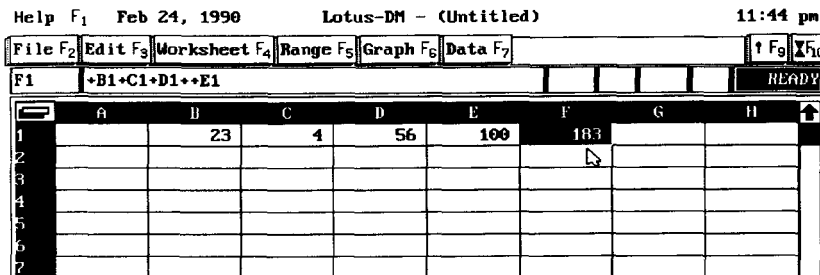 Help F1 Feb 24, 1990 Lotus-DM - (Untitled) 11:44 pm
File F2 Edit F3 Worksheet F4 Range F5 Graph F6 Data F7 ↑ F9 F10
F1 +B1+C1+D1++E1 READY
A B C D E F G H
1 23 4 56 100 183
2
3
4
5
6
7